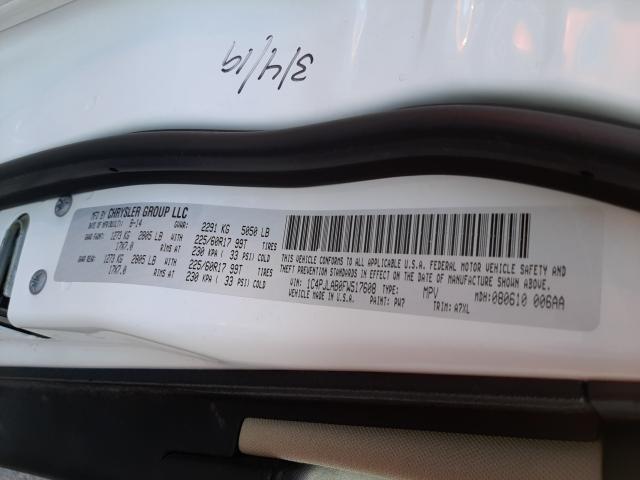 3/4/19
MFD BY CHRYSLER GROUP LLC
DATE OF MFR/VEHIC.: 8-14 GVWR: 2291 KG 5050 LB
GAWR FRONT: 1273 KG 2805 LB WITH 225/60R17 99T TIRES
17X7.0 RIMS AT 230 KPA ( 33 PSI) COLD
GAWR REAR: 1273 KG 2805 LB WITH 225/60R17 99T TIRES
17X7.0 RIMS AT 230 KPA ( 33 PSI) COLD
THIS VEHICLE CONFORMS TO ALL APPLICABLE U.S.A. FEDERAL MOTOR VEHICLE SAFETY, AND
THEFT PREVENTION STANDARDS IN EFFECT ON THE DATE OF MANUFACTURE SHOWN ABOVE.
THIS VEHICLE MADE IN U.S.A.
VIN: 1C4PJLAB0FW517608 TYPE: MPV MDH: 080610 006AA
PAINT: PW7 TRIM: A7XL